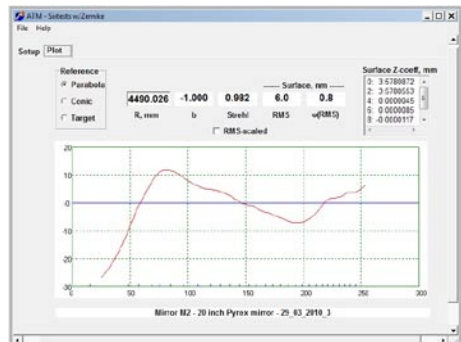 ATM - Sixtests w/Zernike
File Help
Setup Plot
Reference
Parabola
Conic
Target
4490.026 -1.000 0.992 6.0 0.8
R, mm b Strehl RMS σ(RMS)
----- Surface, nm -----
RMS-scaled
Surface Z-coeff, mm
0: 3.5780872
2: 3.5780553
4: 0.0000045
6: 0.0000085
8: -0.0000117
20
10
0
-10
-20
-30
0 50 100 150 200 250 300
Mirror M2 - 20 inch Pyrex mirror - 29_03_2010_3